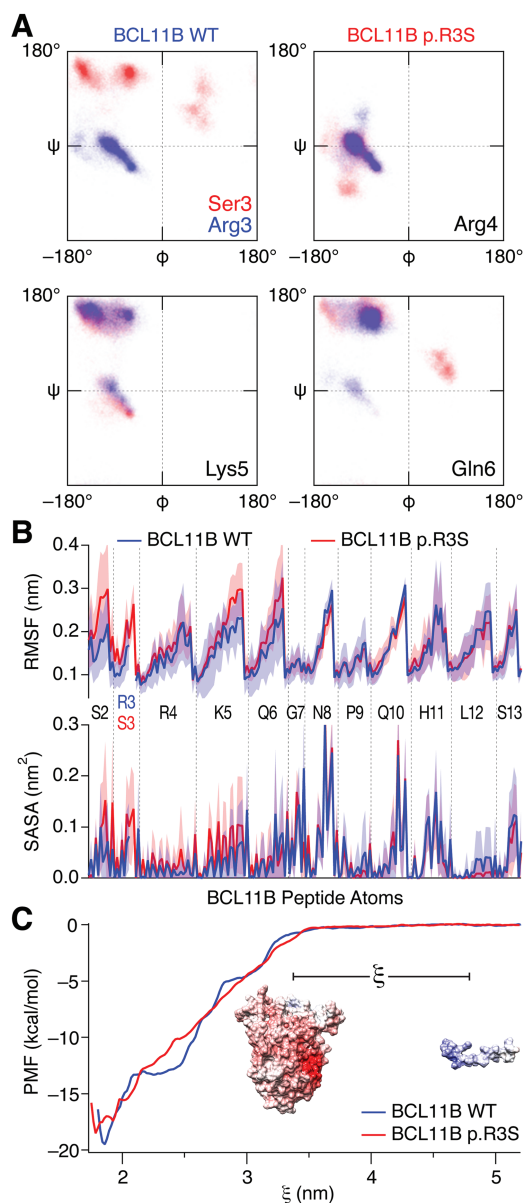 A
BCL11B WT
BCL11B p.R3S
180°
ψ
Ser3
Arg3
Arg4
–180°
ϕ
180°
–180°
ϕ
180°
180°
ψ
180°
ψ
Lys5
Gln6
–180°
ϕ
180°
–180°
ϕ
180°
B
BCL11B WT
BCL11B p.R3S
0.4
0.3
0.2
0.1
RMSF (nm)
S2 R3 S3 R4 K5 Q6 G7 N8 P9 Q10 H11 L12 S13
0.3
0.2
0.1
0.0
SASA (nm²)
BCL11B Peptide Atoms
C
0
–5
–10
–15
–20
PMF (kcal/mol)
ξ
BCL11B WT
BCL11B p.R3S
2 3 4 5
ξ (nm)